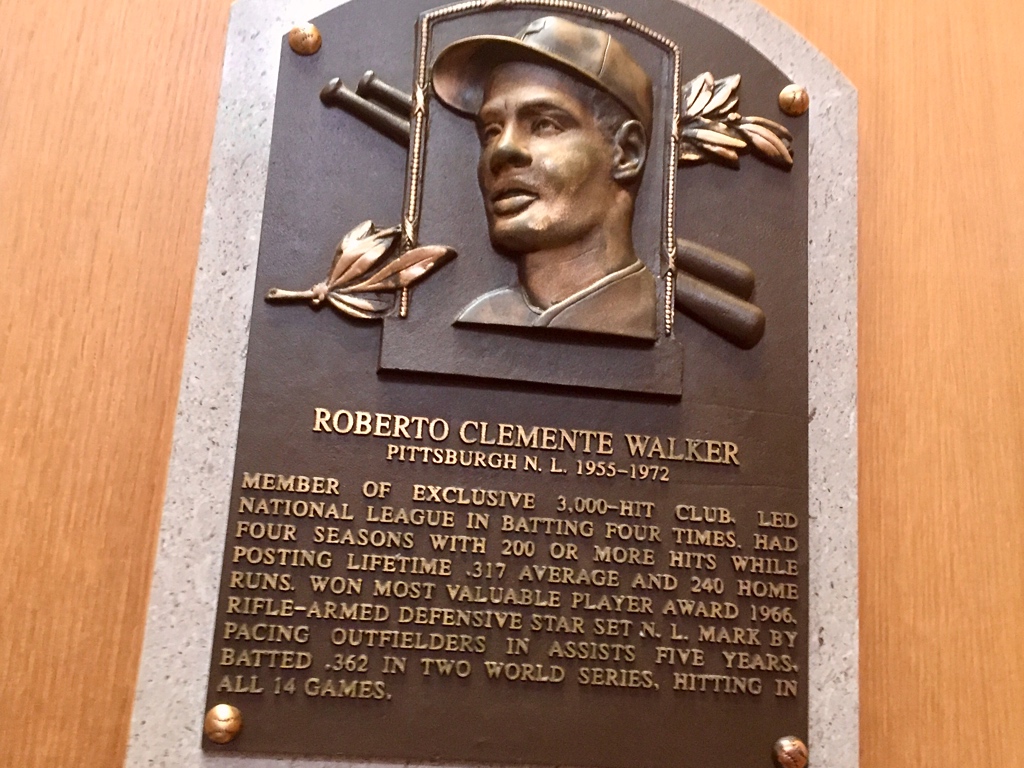 ROBERTO CLEMENTE WALKER
PITTSBURGH N. L. 1955-1972
MEMBER OF EXCLUSIVE 3,000-HIT CLUB. LED
NATIONAL LEAGUE IN BATTING FOUR TIMES. HAD
FOUR SEASONS WITH 200 OR MORE HITS WHILE
POSTING LIFETIME .317 AVERAGE AND 240 HOME
RUNS. WON MOST VALUABLE PLAYER AWARD 1966.
RIFLE-ARMED DEFENSIVE STAR SET N. L. MARK BY
PACING OUTFIELDERS IN ASSISTS FIVE YEARS.
BATTED .362 IN TWO WORLD SERIES, HITTING IN
ALL 14 GAMES.